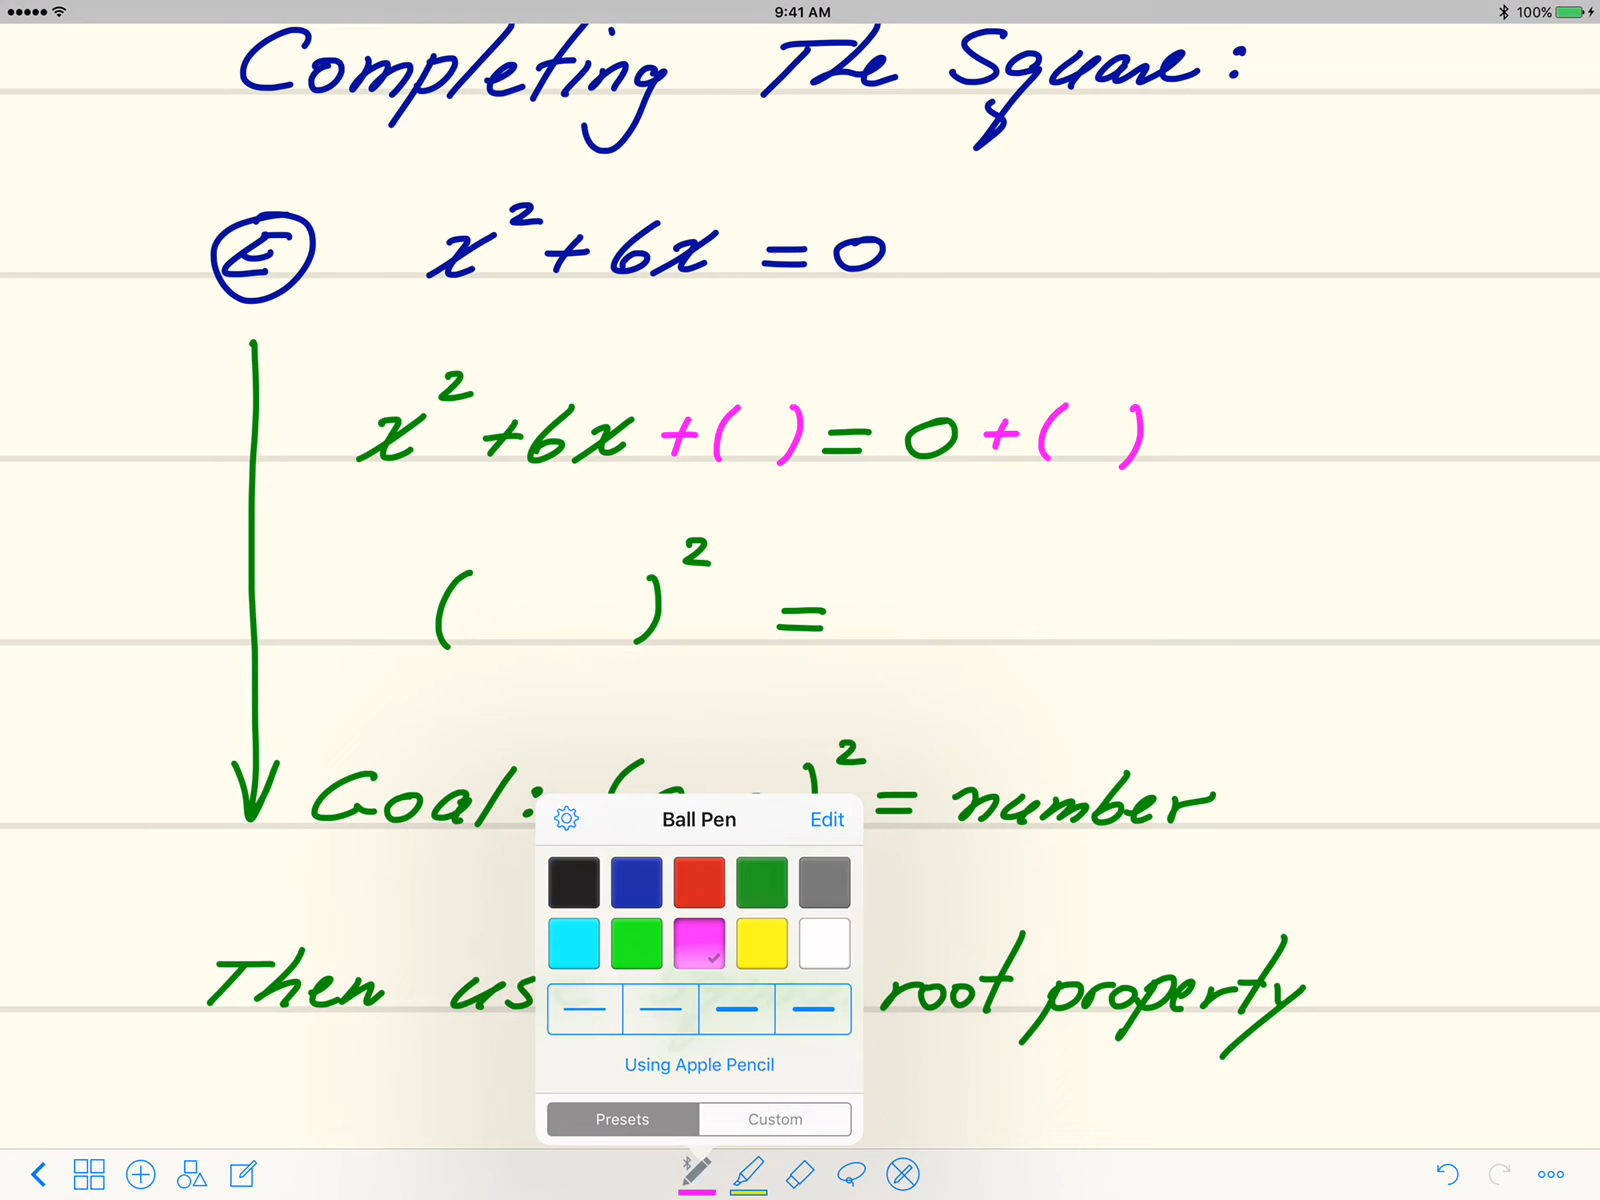 9:41 AM
100%
Completing The Square:
E x² + 6x = 0
x² + 6x + ( ) = 0 + ( )
( )² =
Goal: ( )² = number
Ball Pen Edit
Then root property
Using Apple Pencil
Presets Custom